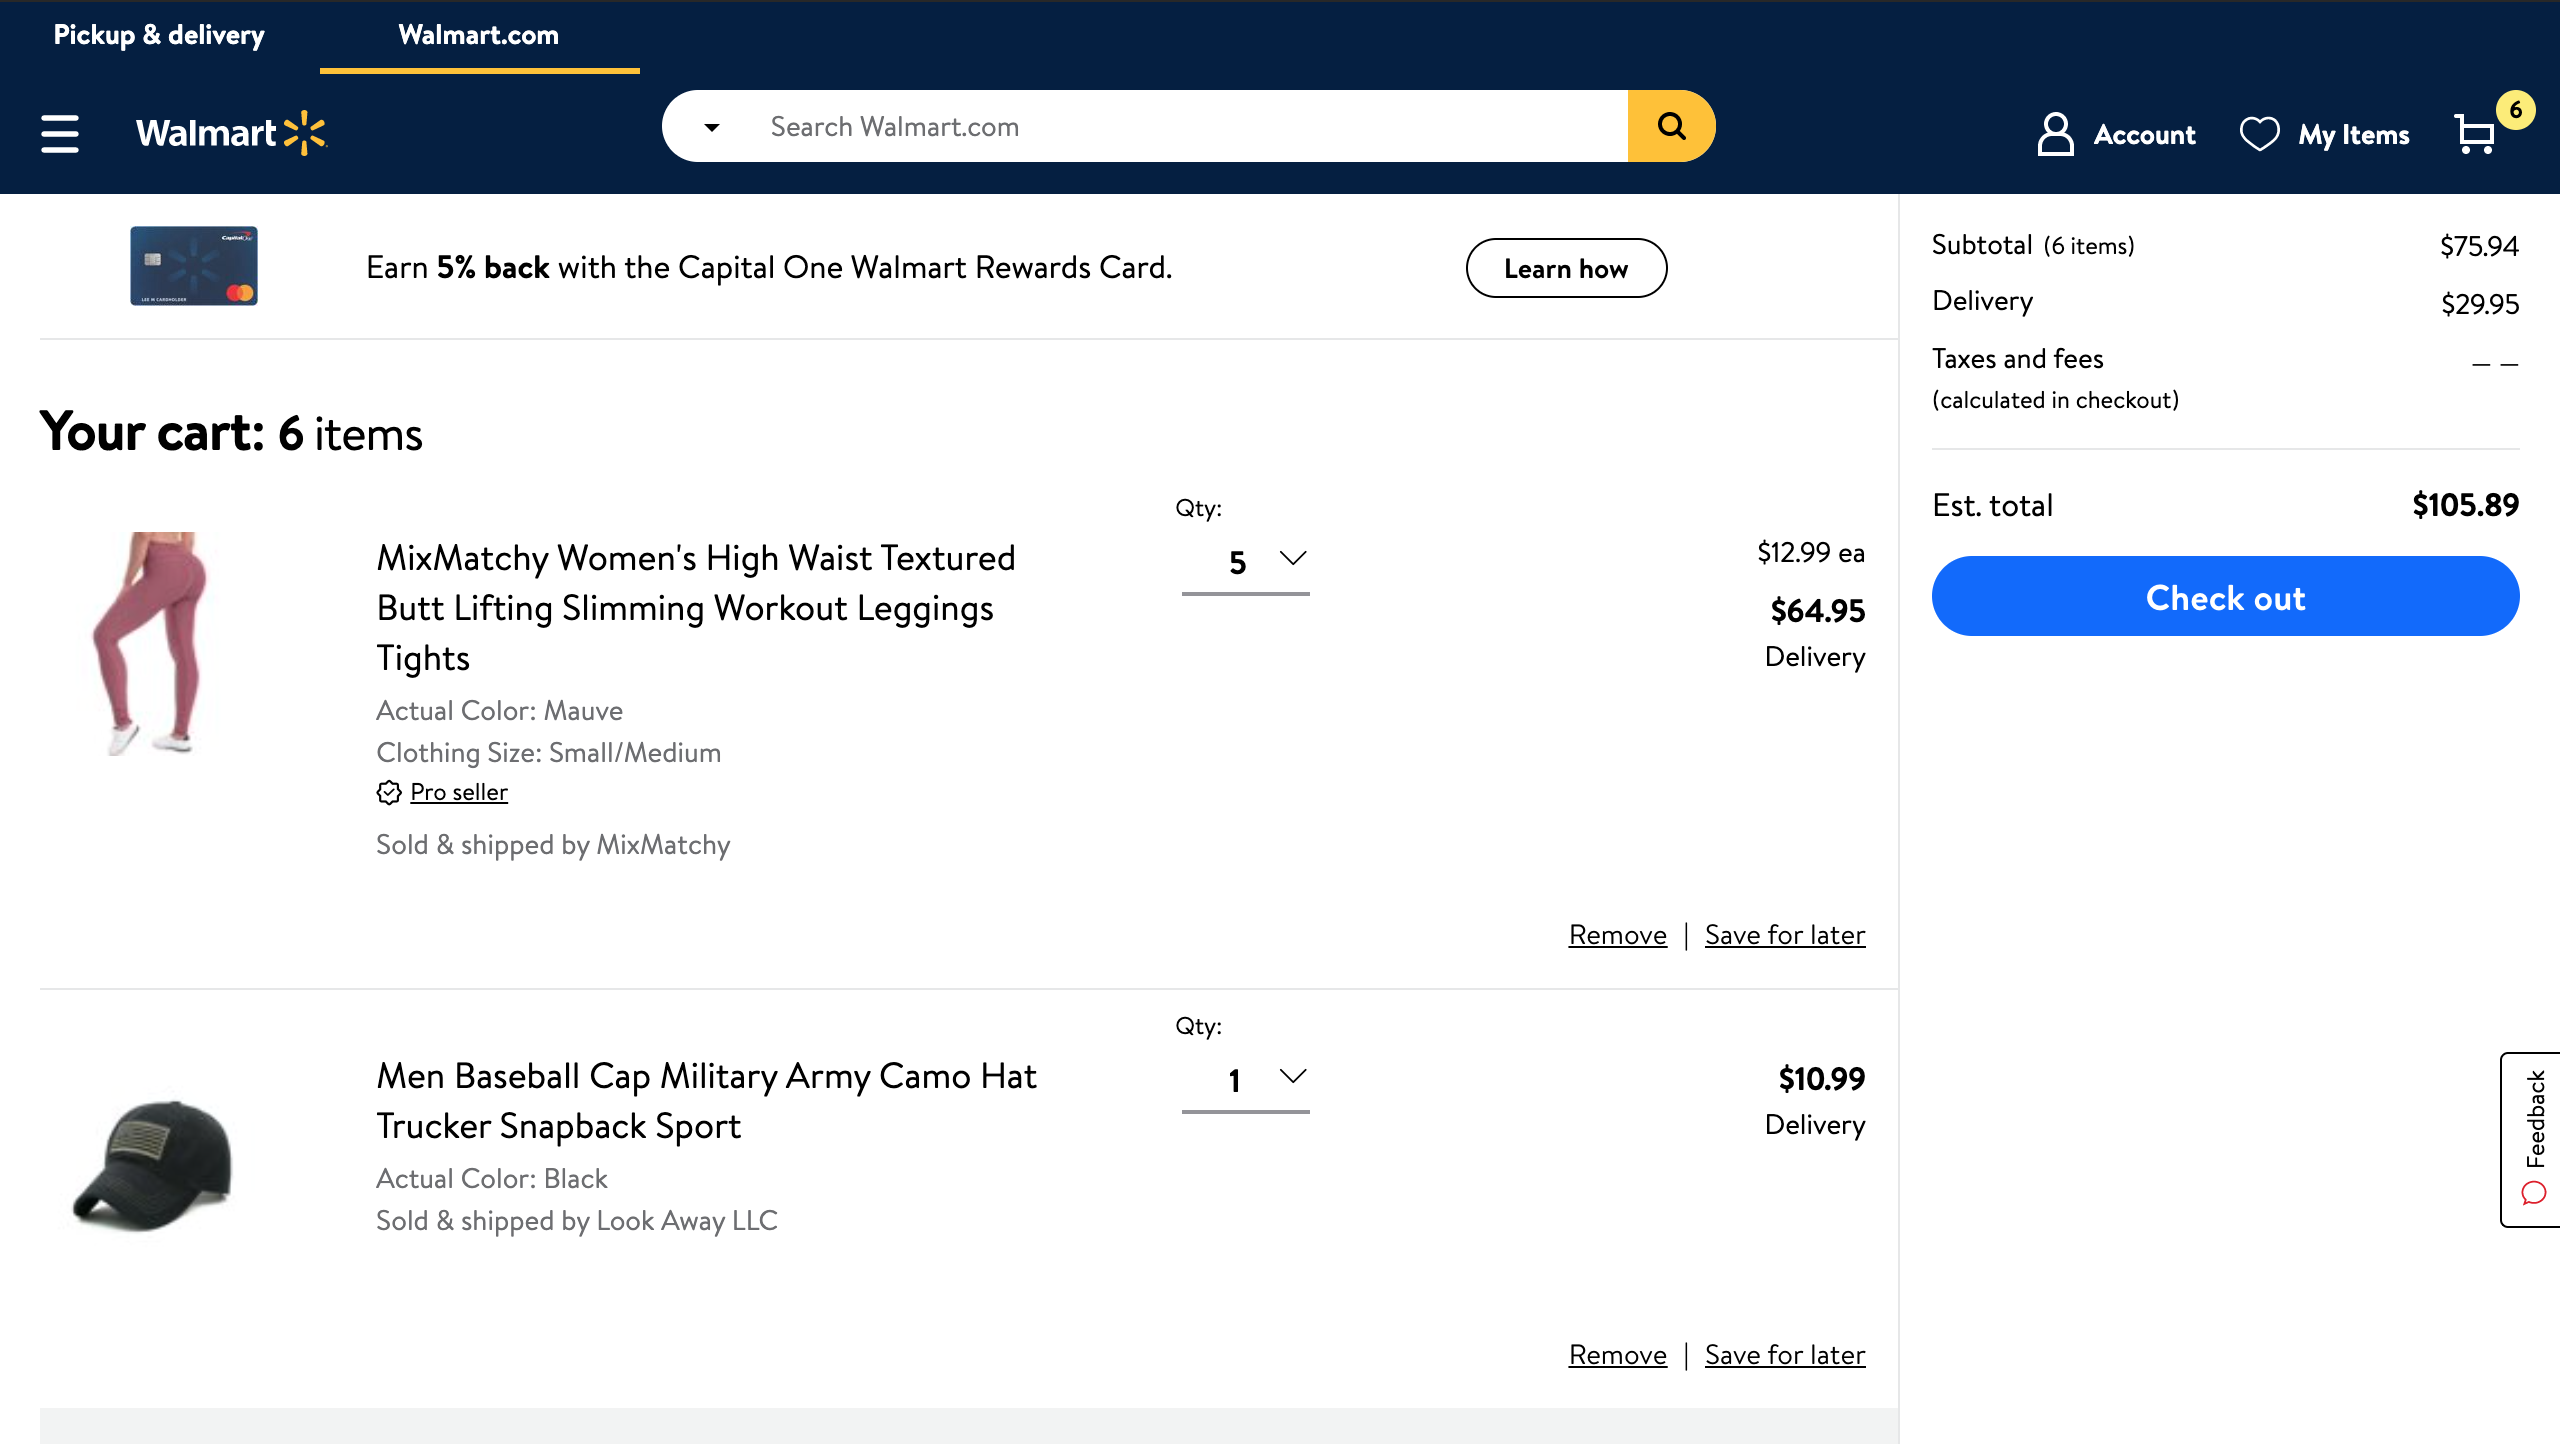 Pickup & delivery
Walmart.com
Walmart
Search Walmart.com
Account
My Items
6
Earn 5% back with the Capital One Walmart Rewards Card.
Learn how
Your cart: 6 items
Qty:
MixMatchy Women's High Waist Textured
Butt Lifting Slimming Workout Leggings
Tights
5
$12.99 ea
$64.95
Delivery
Actual Color: Mauve
Clothing Size: Small/Medium
Pro seller
Sold & shipped by MixMatchy
Remove | Save for later
Qty:
Men Baseball Cap Military Army Camo Hat
Trucker Snapback Sport
1
$10.99
Delivery
Actual Color: Black
Sold & shipped by Look Away LLC
Remove | Save for later
Subtotal (6 items) $75.94
Delivery $29.95
Taxes and fees — —
(calculated in checkout)
Est. total $105.89
Check out
Feedback